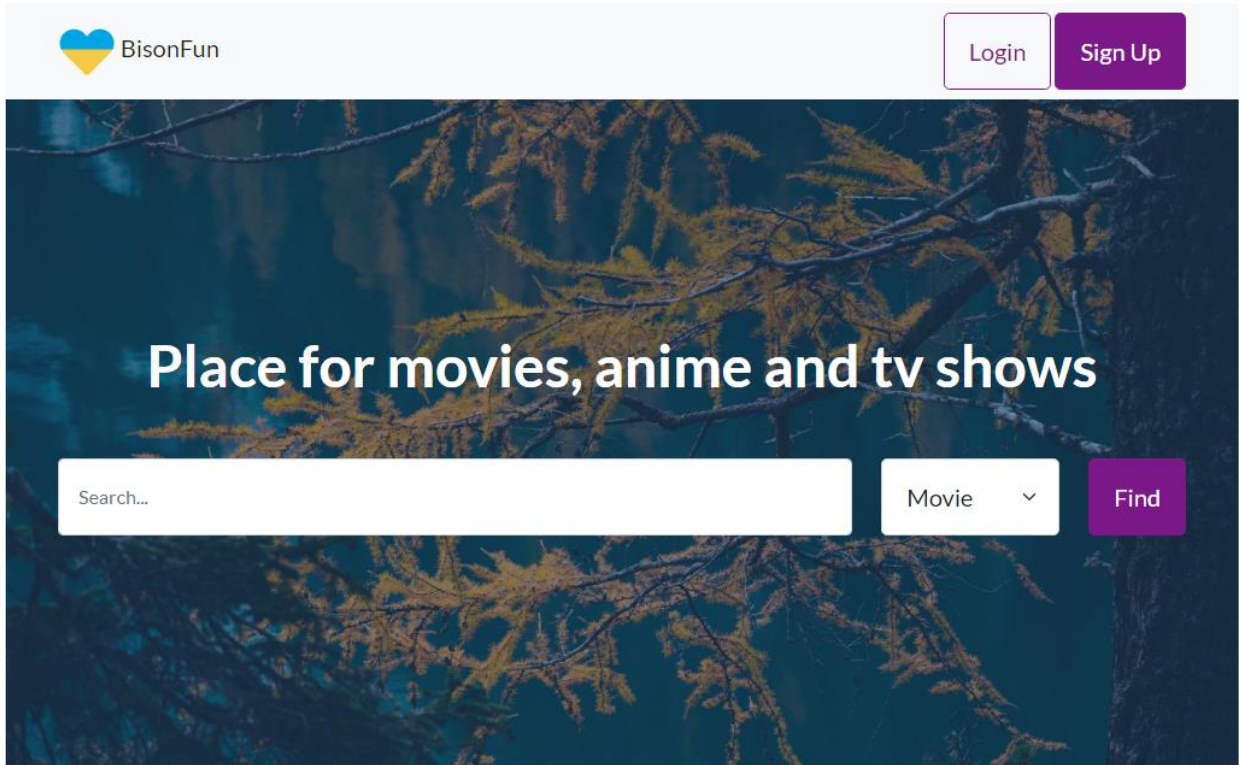 BisonFun
Login
Sign Up
Place for movies, anime and tv shows
Search...
Movie
Find